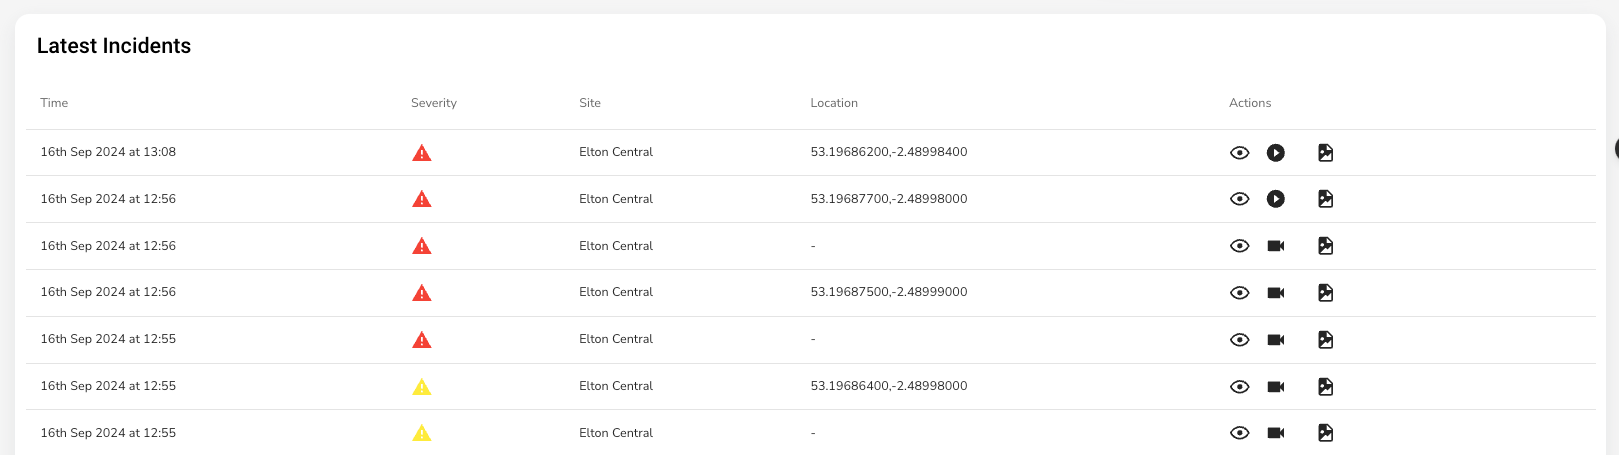 Latest Incidents
Time Severity Site Location Actions
16th Sep 2024 at 13:08 Elton Central 53.19686200,-2.48998400
16th Sep 2024 at 12:56 Elton Central 53.19687700,-2.48998000
16th Sep 2024 at 12:56 Elton Central -
16th Sep 2024 at 12:56 Elton Central 53.19687500,-2.48999000
16th Sep 2024 at 12:55 Elton Central -
16th Sep 2024 at 12:55 Elton Central 53.19686400,-2.48998000
16th Sep 2024 at 12:55 Elton Central -